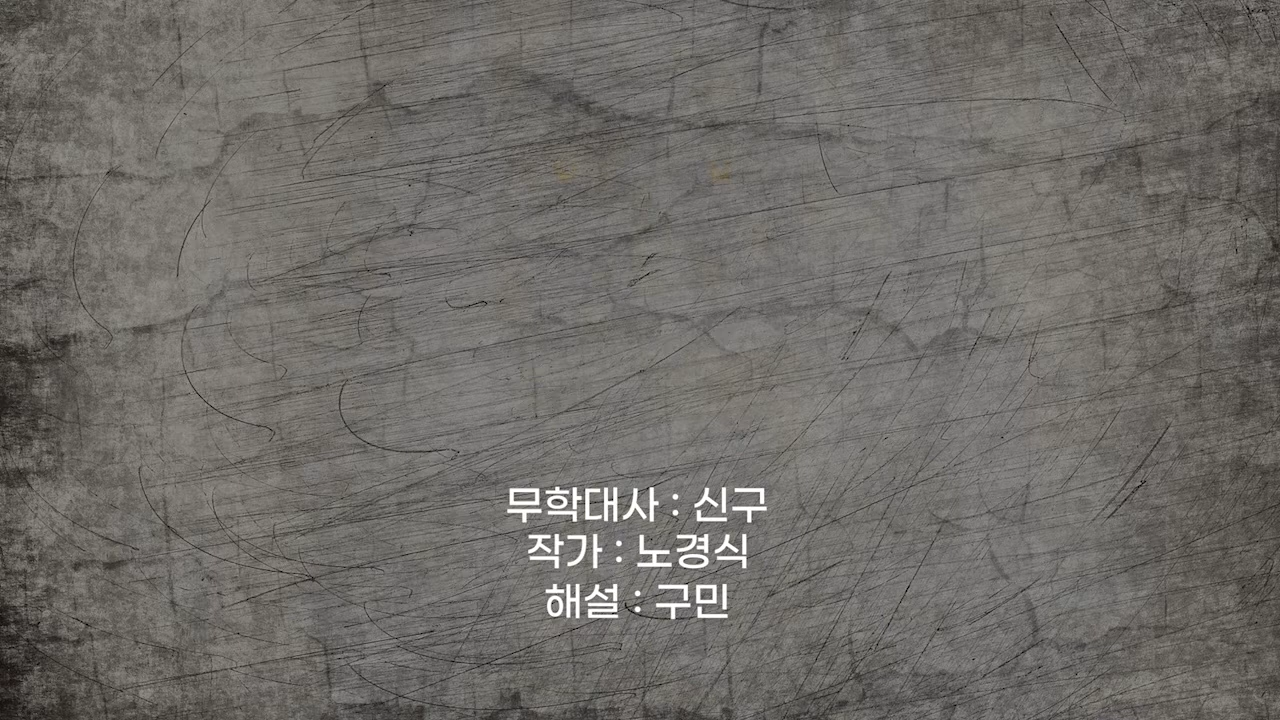 무학대사 : 신구
작가 : 노경식
해설 : 구민